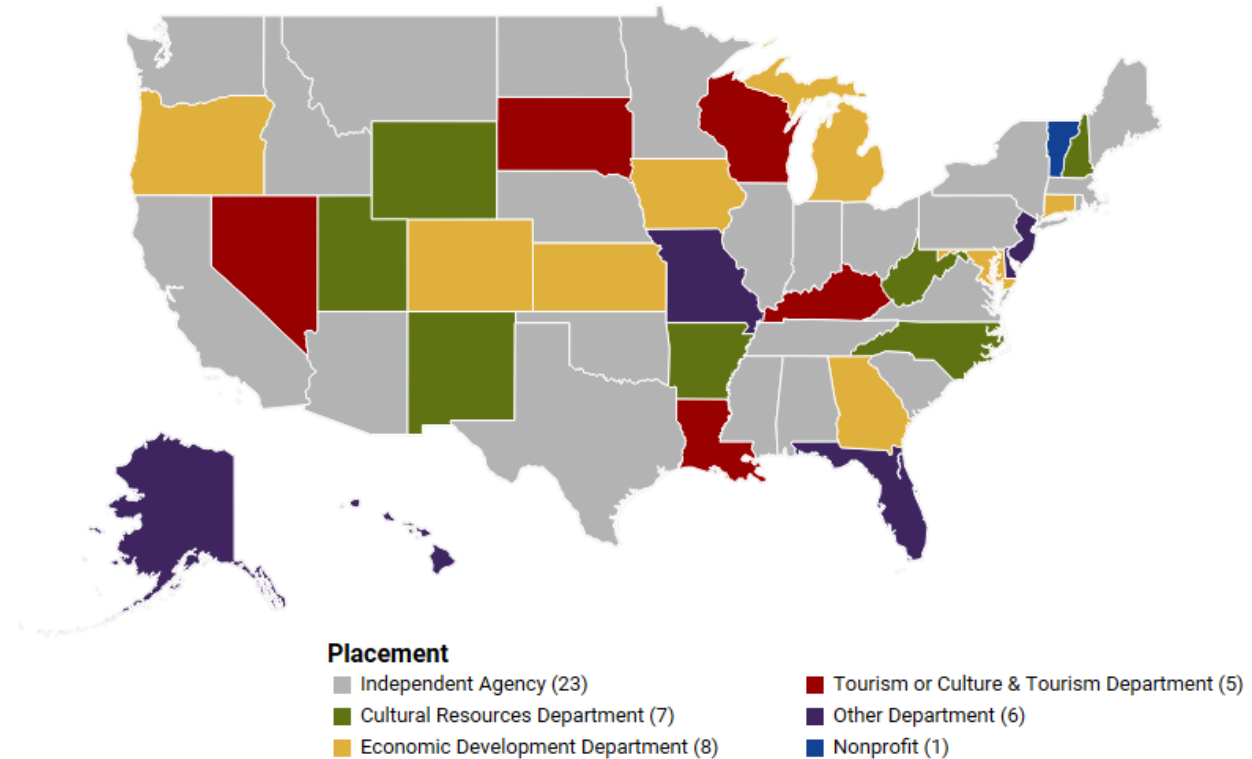 Placement
Independent Agency (23)
Cultural Resources Department (7)
Economic Development Department (8)
Tourism or Culture & Tourism Department (5)
Other Department (6)
Nonprofit (1)